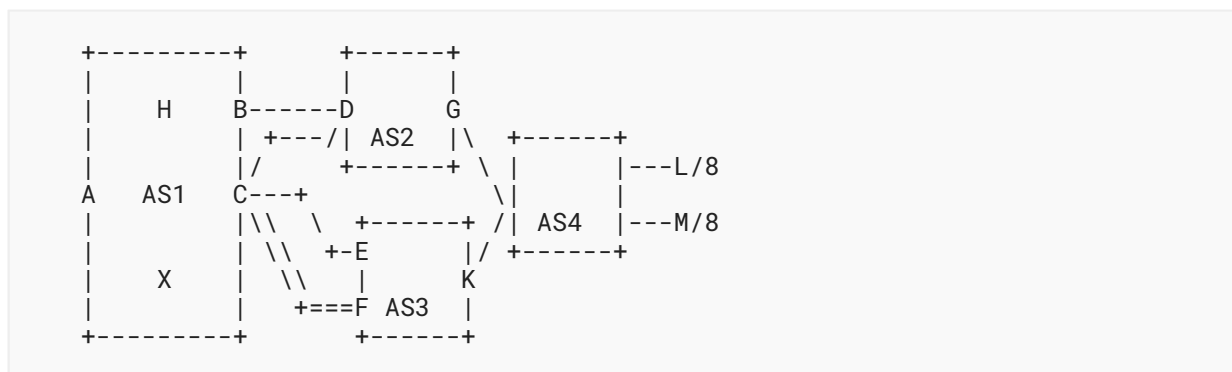 +---------+      +------+
|         |      |      |
|    H    B------D      G
|         | +---/| AS2  |\  +------+
|         |/     +------+ \ |      |---L/8
A   AS1   C---+            \|      |
|         |\\  \  +------+ /| AS4  |---M/8
|         | \\  +-E      |/ +------+
|    X    |  \\   |      K
|         |   +===F AS3  |
+---------+       +------+